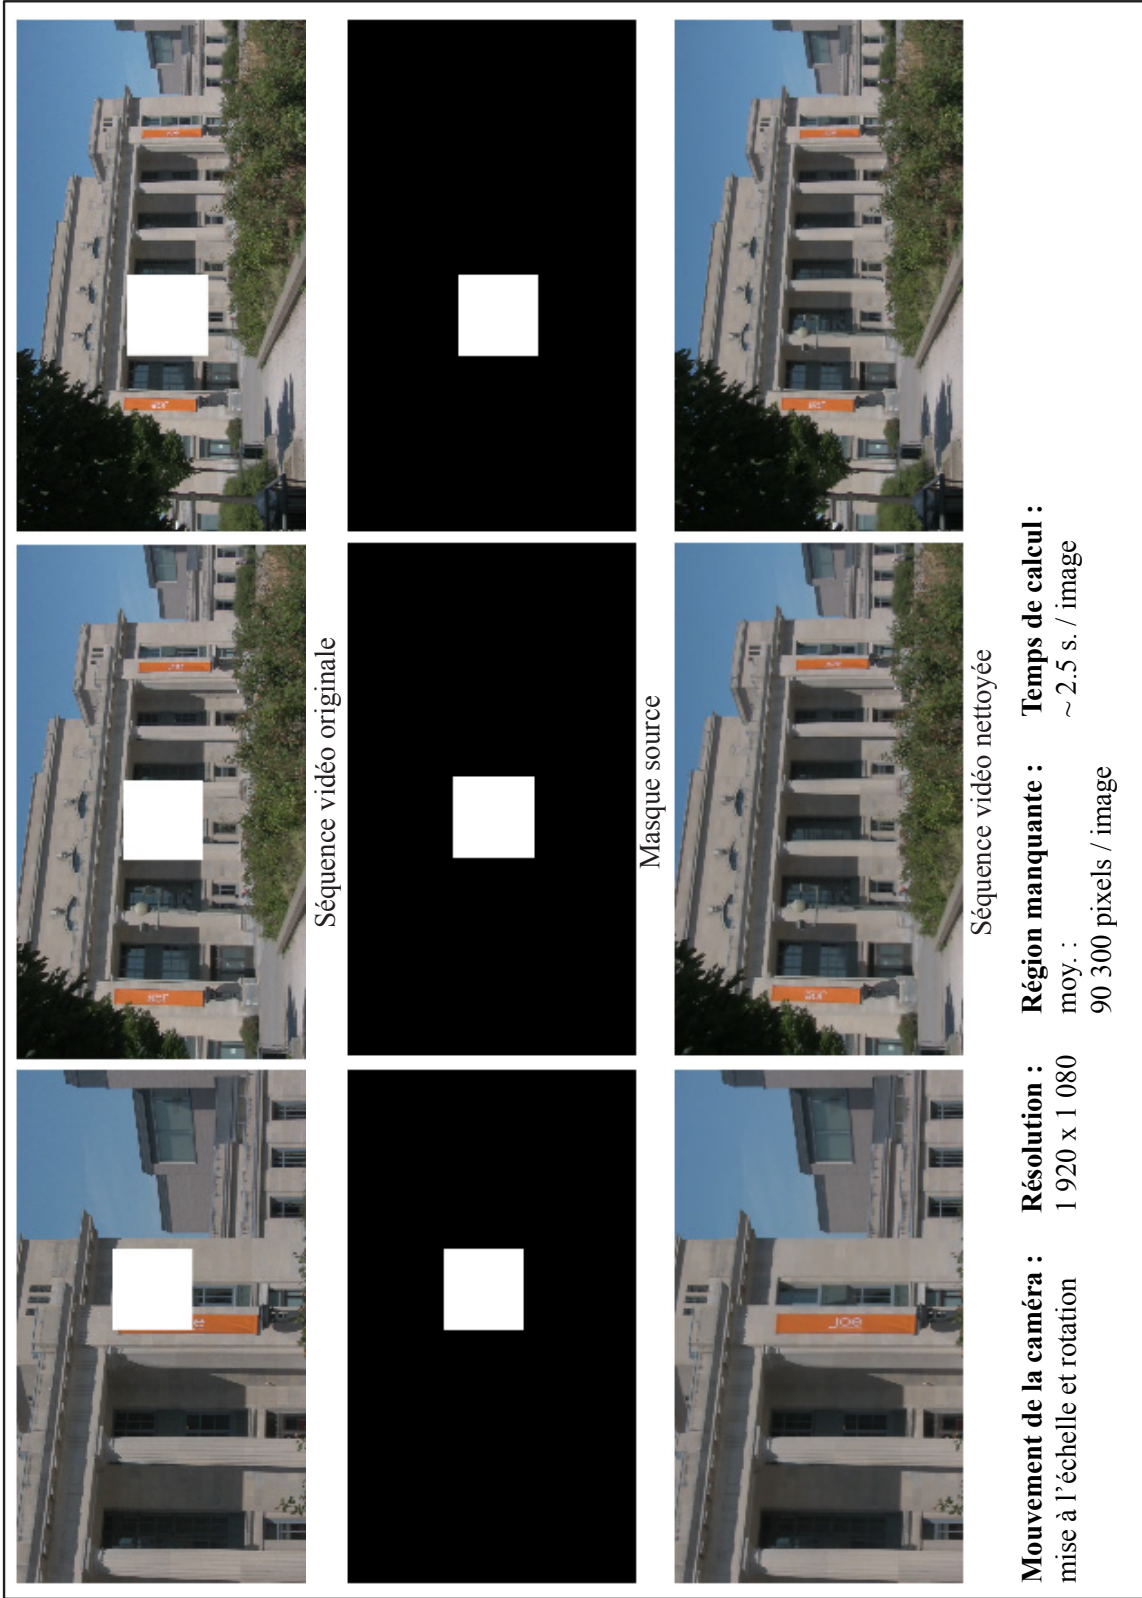 Séquence vidéo originale
Masque source
Joe
Séquence vidéo nettoyée
Mouvement de la caméra :
mise à l'échelle et rotation
Résolution :
1 920 x 1 080
Région manquante :
moy. :
90 300 pixels / image
Temps de calcul :
~ 2.5 s. / image